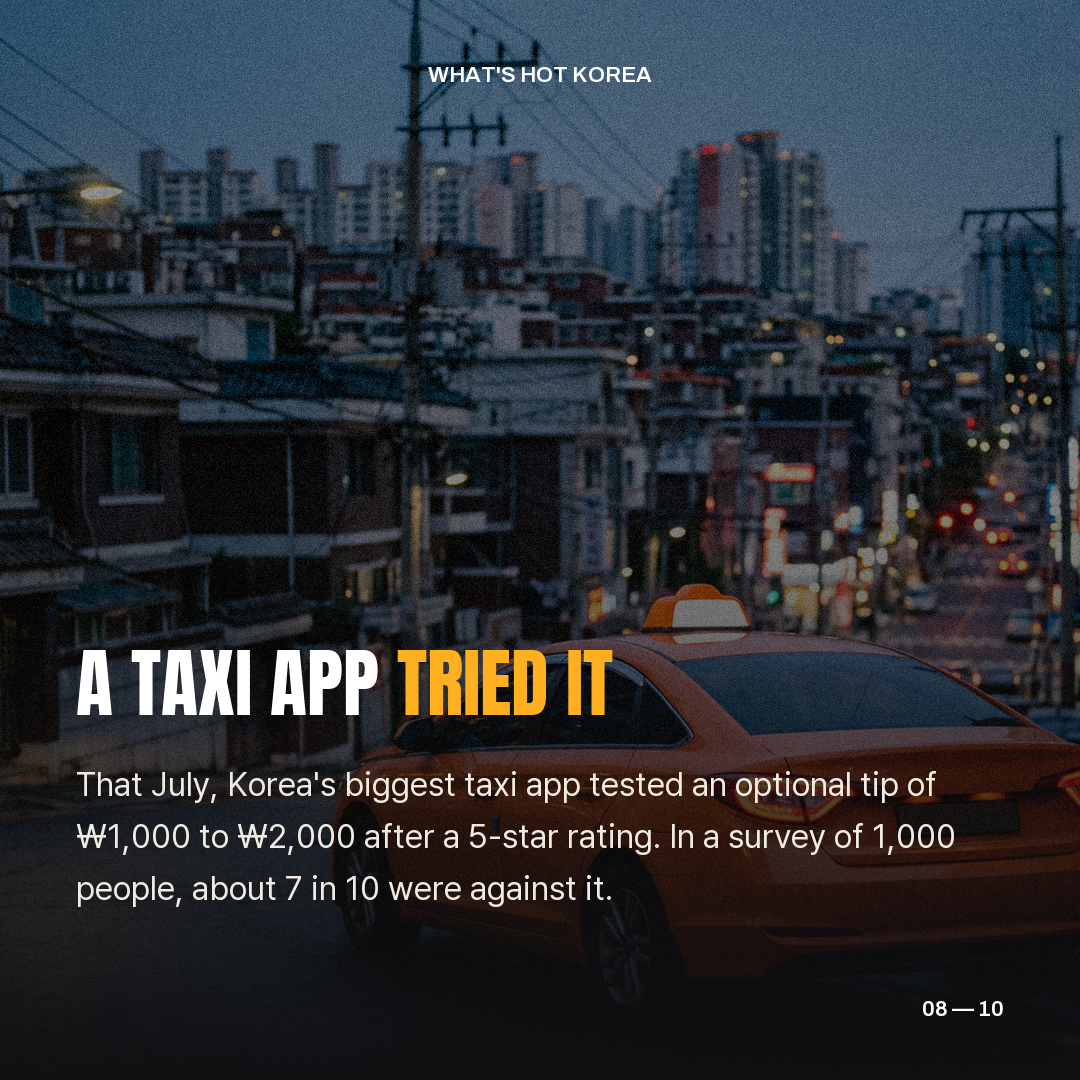 WHAT'S HOT KOREA
A TAXI APP TRIED IT
That July, Korea's biggest taxi app tested an optional tip of
₩1,000 to ₩2,000 after a 5-star rating. In a survey of 1,000
people, about 7 in 10 were against it.
08 — 10